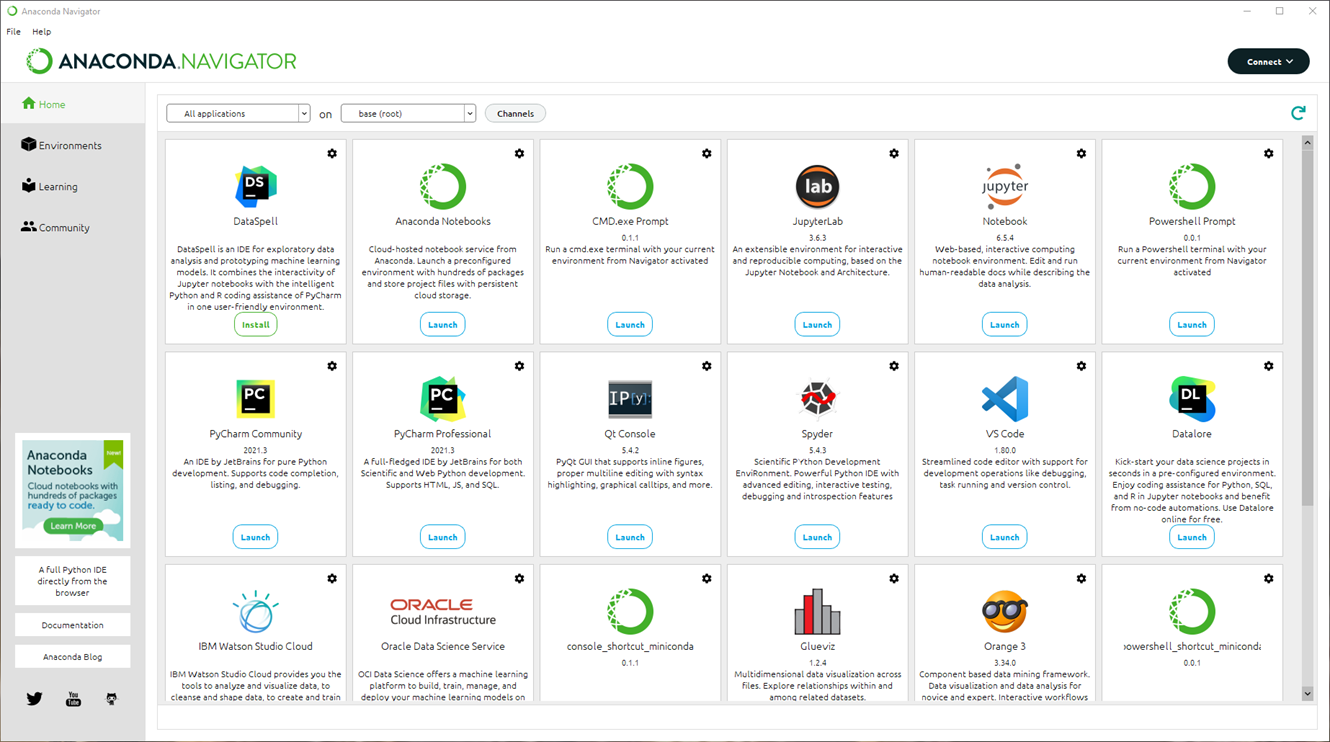 Anaconda Navigator
File Help
ANACONDA.NAVIGATOR
Connect
Home
Environments
Learning
Community
Anaconda
Notebooks
New!
Cloud notebooks with
hundreds of packages
ready to code.
Learn More
A full Python IDE
directly from the
browser
Documentation
Anaconda Blog
You
Tube
All applications on base (root) Channels
DS
DataSpell
DataSpell is an IDE for exploratory data
analysis and prototyping machine learning
models. It combines the interactivity of
Jupyter notebooks with the intelligent
Python and R coding assistance of PyCharm
in one user-friendly environment.
Install
Anaconda Notebooks
Cloud-hosted notebook service from
Anaconda. Launch a preconfigured
environment with hundreds of packages
and store project files with persistent
cloud storage.
Launch
CMD.exe Prompt
0.1.1
Run a cmd.exe terminal with your current
environment from Navigator activated
Launch
lab
JupyterLab
3.6.3
An extensible environment for interactive
and reproducible computing, based on the
Jupyter Notebook and Architecture.
Launch
jupyter
Notebook
6.5.4
Web-based, interactive computing
notebook environment. Edit and run
human-readable docs while describing the
data analysis.
Launch
Powershell Prompt
0.0.1
Run a Powershell terminal with your
current environment from Navigator
activated
Launch
PC
PyCharm Community
2021.3
An IDE by JetBrains for pure Python
development. Supports code completion,
listing, and debugging.
Launch
PC
PyCharm Professional
2021.3
A full-fledged IDE by JetBrains for both
Scientific and Web Python development.
Supports HTML, JS, and SQL.
Launch
IP[y]:
Qt Console
5.4.2
PyQt GUI that supports inline figures,
proper multiline editing with syntax
highlighting, graphical calltips, and more.
Launch
Spyder
5.4.3
Scientific PYthon Development
EnviRonment. Powerful Python IDE with
advanced editing, interactive testing,
debugging and introspection features
Launch
VS Code
1.80.0
Streamlined code editor with support for
development operations like debugging,
task running and version control.
Launch
DL
Datalore
Kick-start your data science projects in
seconds in a pre-configured environment.
Enjoy coding assistance for Python, SQL,
and R in Jupyter notebooks and benefit
from no-code automations. Use Datalore
online for free.
Launch
IBM Watson Studio Cloud
IBM Watson Studio Cloud provides you the
tools to analyze and visualize data, to
cleanse and shape data, to create and train
ORACLE
Cloud Infrastructure
Oracle Data Science Service
OCI Data Science offers a machine learning
platform to build, train, manage, and
deploy your machine learning models on
console_shortcut_miniconda
0.1.1
Glueviz
1.2.4
Multidimensional data visualization across
files. Explore relationships within and
among related datasets.
Orange 3
3.34.0
Component based data mining framework.
Data visualization and data analysis for
novice and expert. Interactive workflows
powershell_shortcut_miniconda
0.0.1